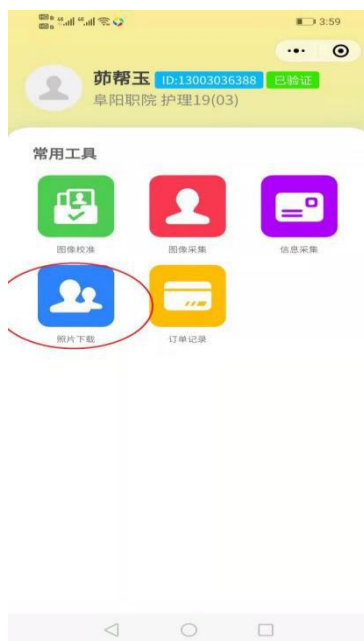 3:59
茆帮玉 ID:13003036388 已验证
阜阳职院 护理19(03)
常用工具
图像校准 图像采集 信息采集
照片下载 订单记录